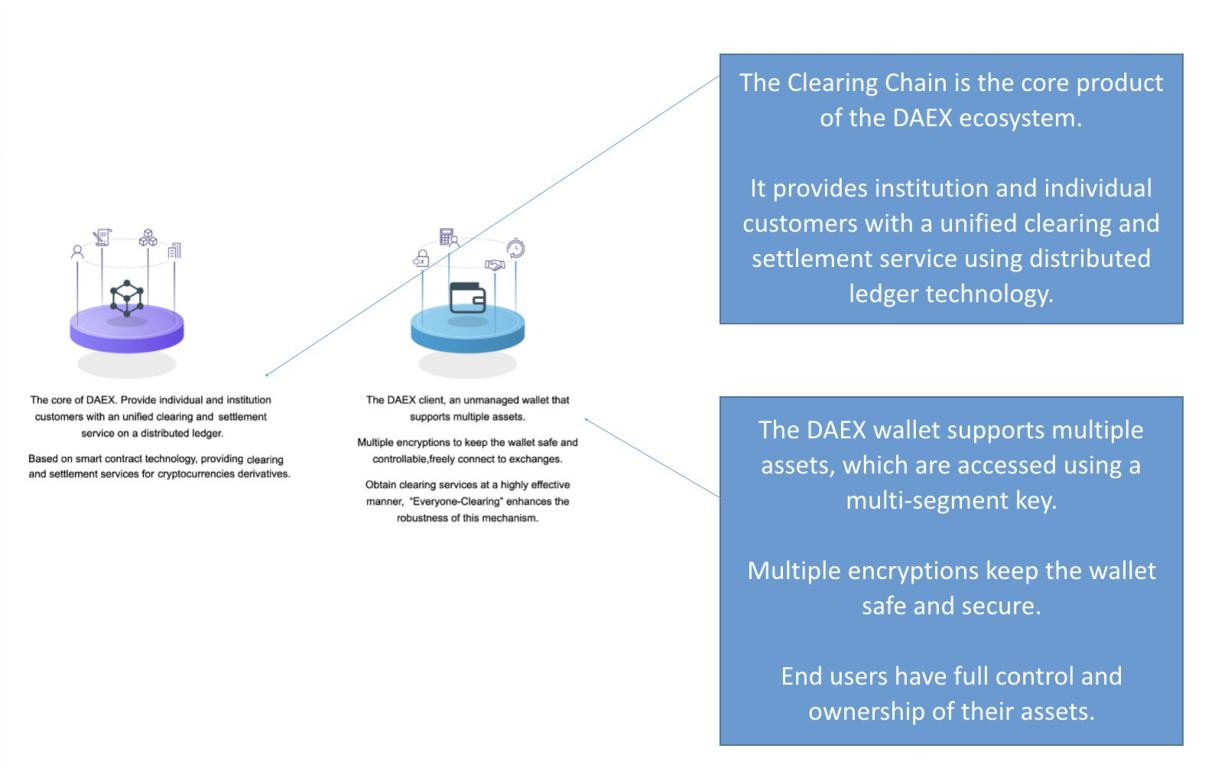 The core of DAEX. Provide individual and institution
customers with an unified clearing and settlement
service on a distributed ledger.
Based on smart contract technology, providing clearing
and settlement services for cryptocurrencies derivatives.
The DAEX client, an unmanaged wallet that
supports multiple assets.
Multiple encryptions to keep the wallet safe and
controllable,freely connect to exchanges.
Obtain clearing services at a highly effective
manner, “Everyone-Clearing” enhances the
robustness of this mechanism.
The Clearing Chain is the core product
of the DAEX ecosystem.
It provides institution and individual
customers with a unified clearing and
settlement service using distributed
ledger technology.
The DAEX wallet supports multiple
assets, which are accessed using a
multi-segment key.
Multiple encryptions keep the wallet
safe and secure.
End users have full control and
ownership of their assets.